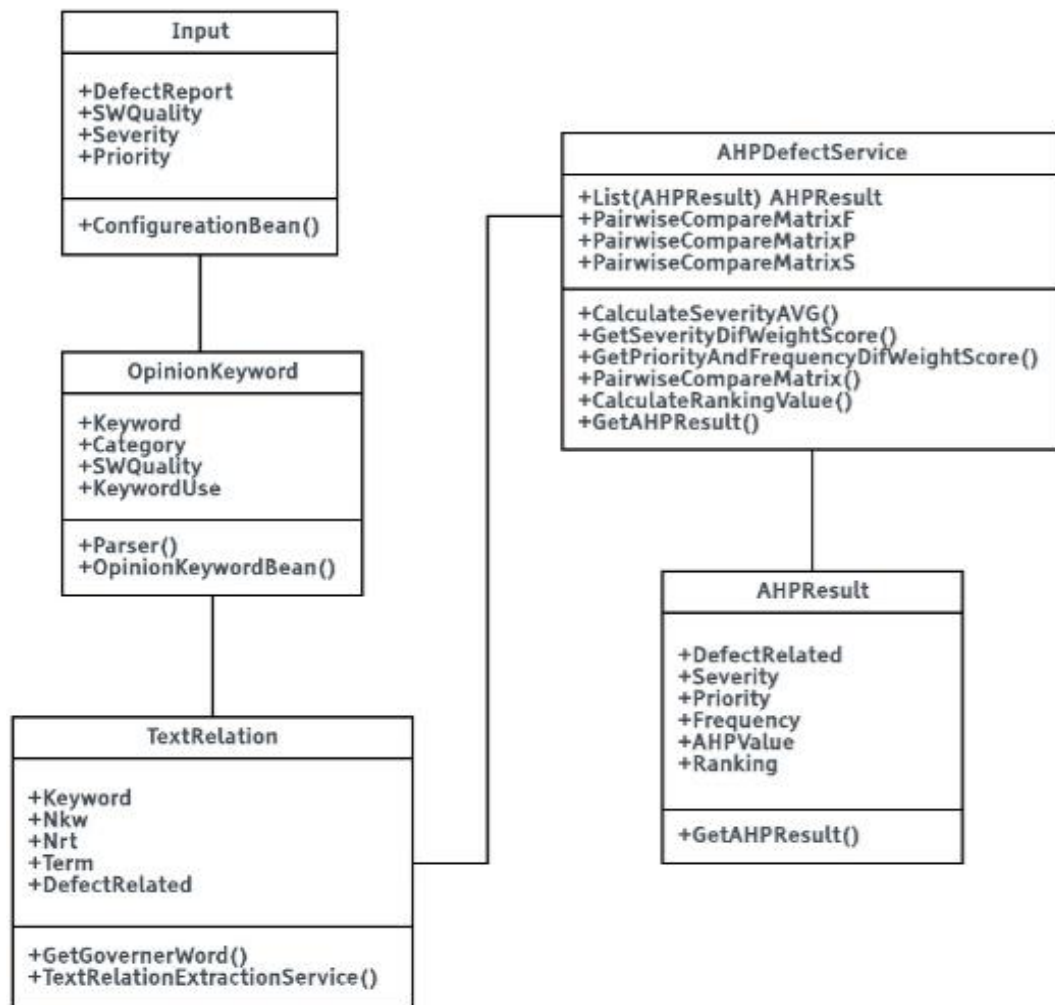 Input
+DefectReport
+SWQuality
+Severity
+Priority
+ConfigureationBean()
OpinionKeyword
+Keyword
+Category
+SWQuality
+KeywordUse
+Parser()
+OpinionKeywordBean()
TextRelation
+Keyword
+Nkw
+Nrt
+Term
+DefectRelated
+GetGovernerWord()
+TextRelationExtractionService()
AHPDefectService
+List(AHPResult) AHPResult
+PairwiseCompareMatrixF
+PairwiseCompareMatrixP
+PairwiseCompareMatrixS
+CalculateSeverityAVG()
+GetSeverityDifWeightScore()
+GetPriorityAndFrequencyDifWeightScore()
+PairwiseCompareMatrix()
+CalculateRankingValue()
+GetAHPResult()
AHPResult
+DefectRelated
+Severity
+Priority
+Frequency
+AHPValue
+Ranking
+GetAHPResult()